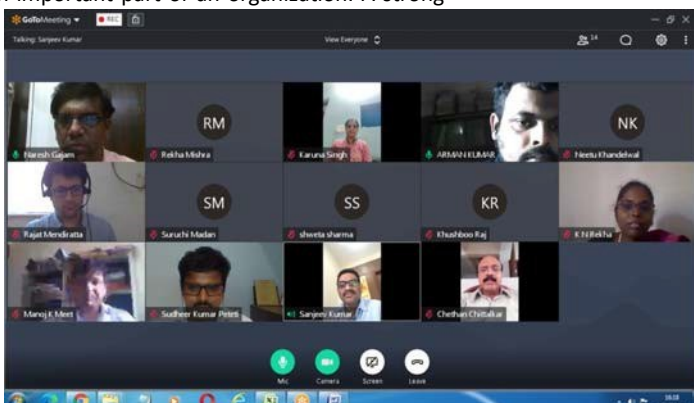 important part of an organization. A strong
GoToMeeting
REC
Talking: Sanjeev Kumar
View Everyone
14
Naresh Gajam
RM
Rekha Mishra
Karuna Singh
ARMAN KUMAR
NK
Neetu Khandelwal
Rajat Mendiratta
SM
Suruchi Madan
SS
shweta sharma
KR
Khushboo Raj
K N Rekha
Manoj K Meet
Sudheer Kumar Peteti
Sanjeev Kumar
Chethan Chittalkar
Mic Camera Screen Leave